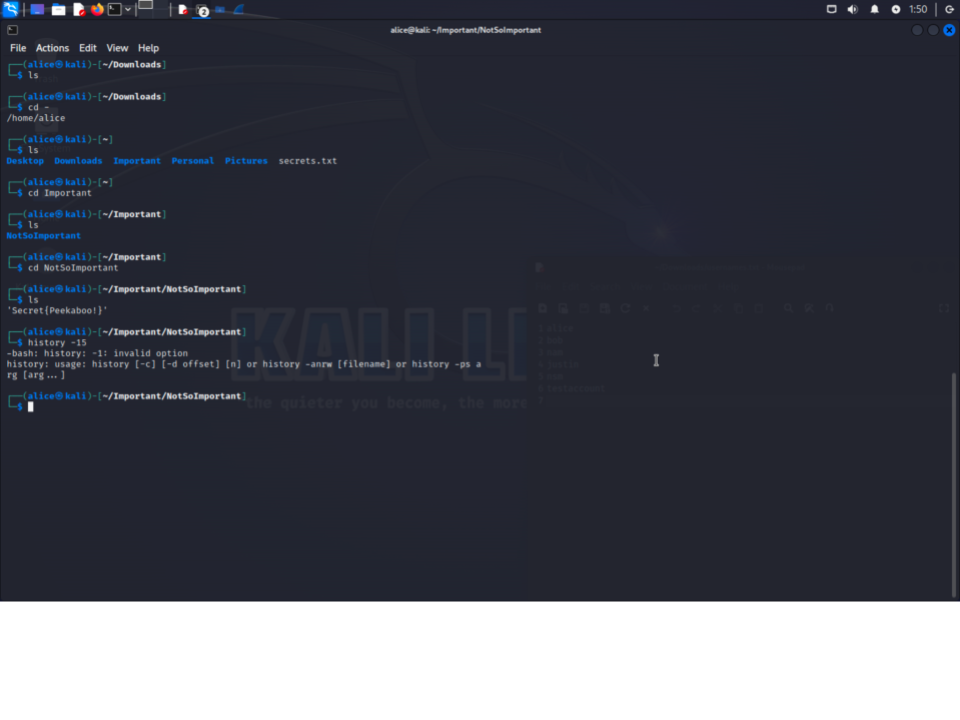 1:50
alice@kali: ~/Important/NotSoImportant
File Actions Edit View Help
┌──(alice㉿kali)-[~/Downloads]
└─$ ls
┌──(alice㉿kali)-[~/Downloads]
└─$ cd -
/home/alice
┌──(alice㉿kali)-[~]
└─$ ls
Desktop Downloads Important Personal Pictures secrets.txt
┌──(alice㉿kali)-[~]
└─$ cd Important
┌──(alice㉿kali)-[~/Important]
└─$ ls
NotSoImportant
┌──(alice㉿kali)-[~/Important]
└─$ cd NotSoImportant
┌──(alice㉿kali)-[~/Important/NotSoImportant]
└─$ ls
'Secret{Peekaboo!}'
┌──(alice㉿kali)-[~/Important/NotSoImportant]
└─$ history -15
-bash: history: -1: invalid option
history: usage: history [-c] [-d offset] [n] or history -anrw [filename] or history -ps a
rg [arg...]
┌──(alice㉿kali)-[~/Important/NotSoImportant]
└─$
KALI LI
the quieter you become, the more